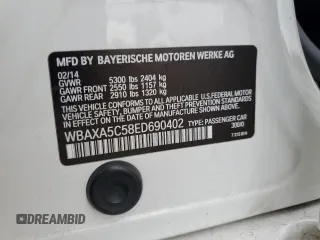 MFD BY BAYERISCHE MOTOREN WERKE AG
02/14
GVWR 5300 lbs 2404 kg
GAWR FRONT 2550 lbs 1157 kg
GAWR REAR 2910 lbs 1320 kg
THIS VEHICLE CONFORMS TO ALL APPLICABLE
U.S. FEDERAL MOTOR VEHICLE SAFETY, BUMPER,
AND THEFT PREVENTION STANDARDS IN EFFECT ON
THE DATE OF MANUFACTURE SHOWN ABOVE.
WBAXA5C58ED690402 TYPE: PASSENGER CAR
DREAMBID